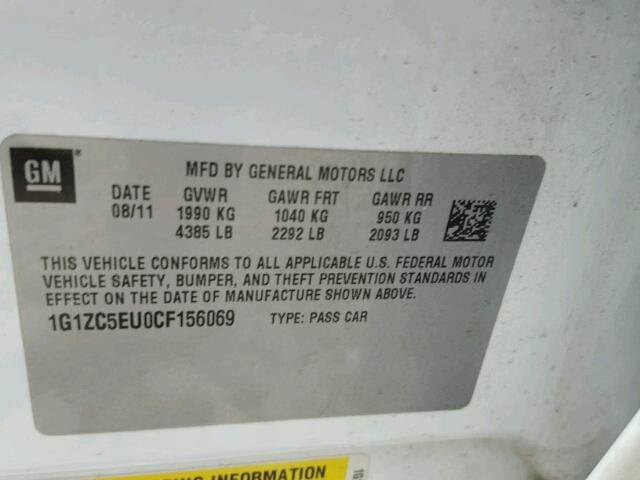 GM
MFD BY GENERAL MOTORS LLC
DATE GVWR GAWR FRT GAWR RR
08/11 1990 KG 1040 KG 950 KG
4385 LB 2292 LB 2093 LB
THIS VEHICLE CONFORMS TO ALL APPLICABLE U.S. FEDERAL MOTOR
VEHICLE SAFETY, BUMPER, AND THEFT PREVENTION STANDARDS IN
EFFECT ON THE DATE OF MANUFACTURE SHOWN ABOVE.
1G1ZC5EU0CF156069 TYPE: PASS CAR
INFORMATION